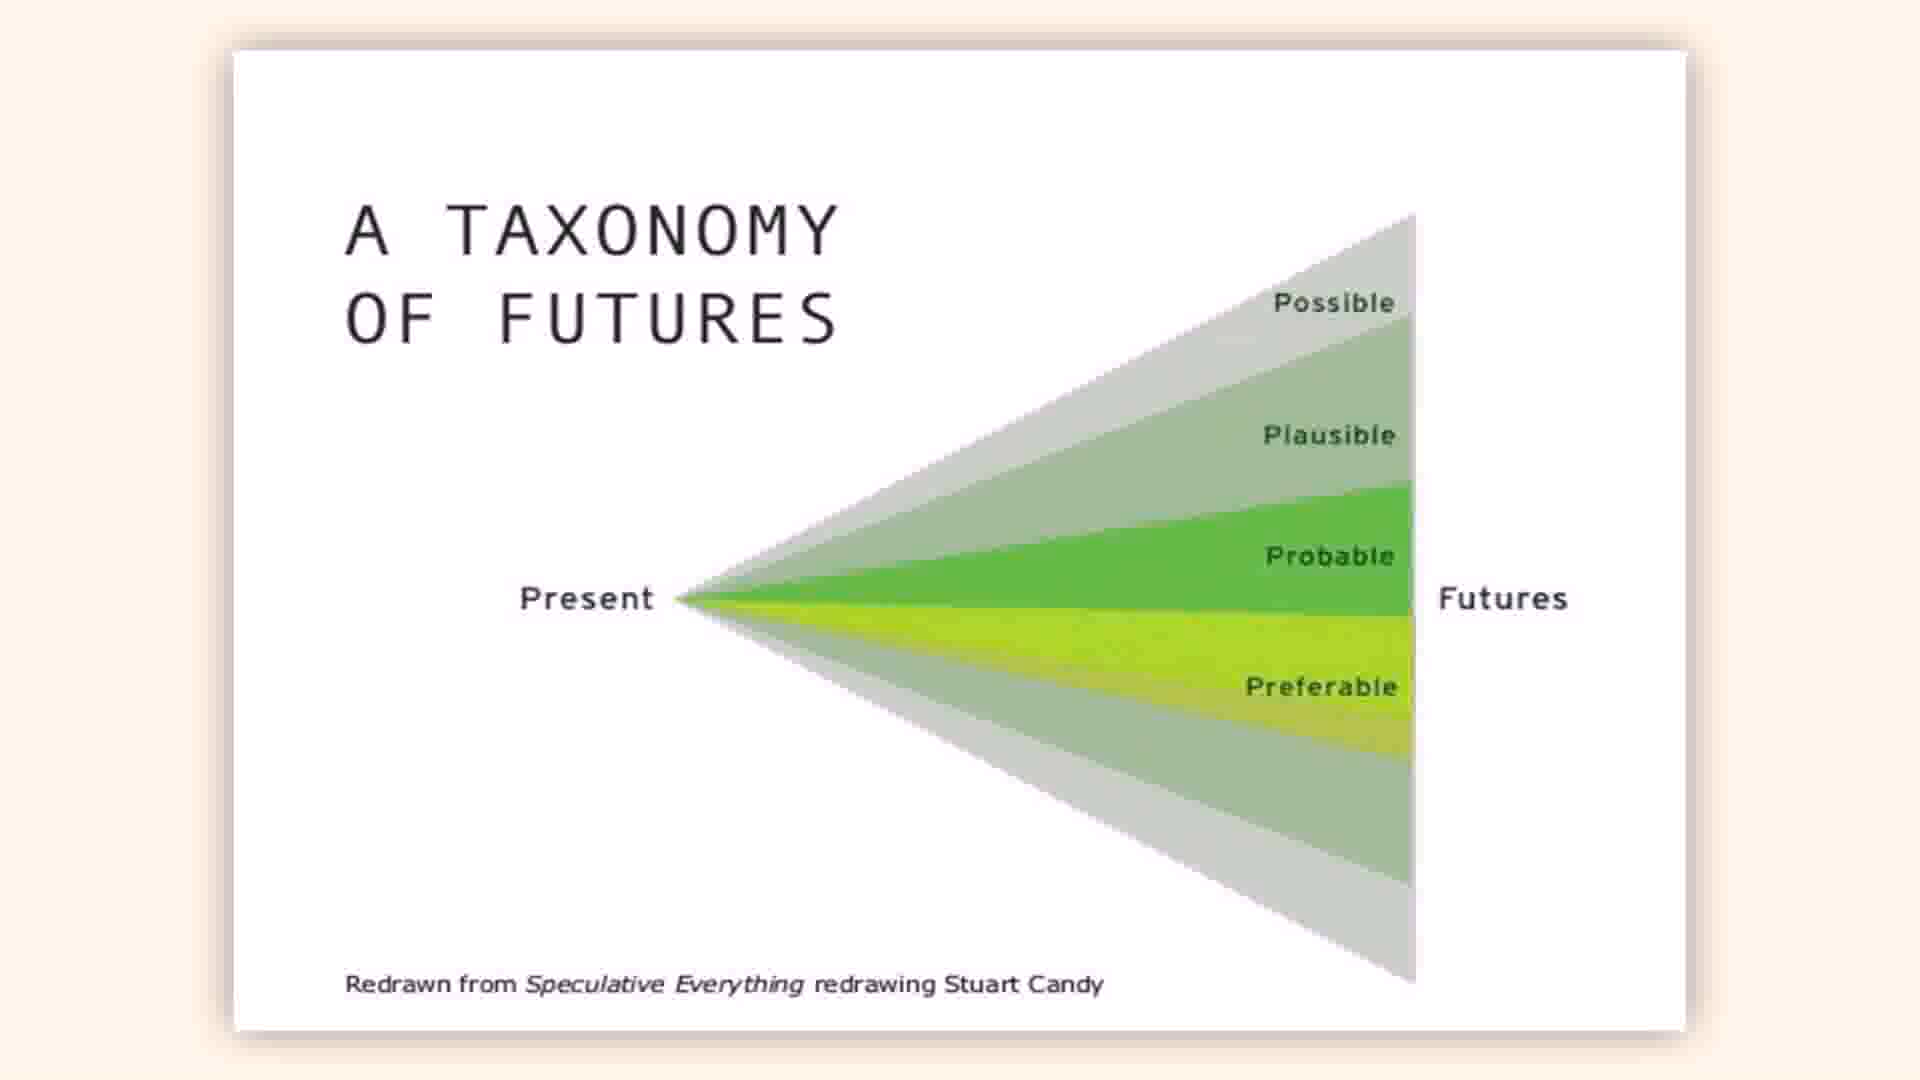 A TAXONOMY
OF FUTURES
Possible
Plausible
Probable
Present
Futures
Preferable
Redrawn from Speculative Everything redrawing Stuart Candy